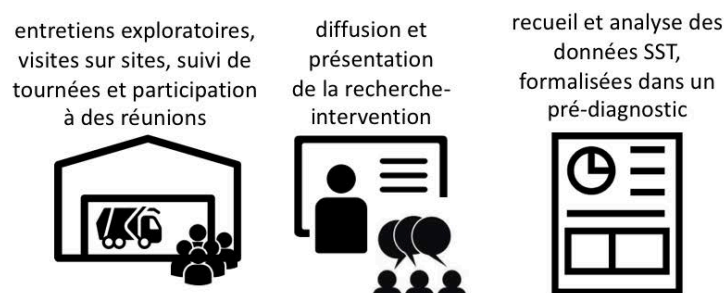 entretiens exploratoires,
visites sur sites, suivi de
tournées et participation
à des réunions
diffusion et
présentation
de la recherche-
intervention
recueil et analyse des
données SST,
formalisées dans un
pré-diagnostic